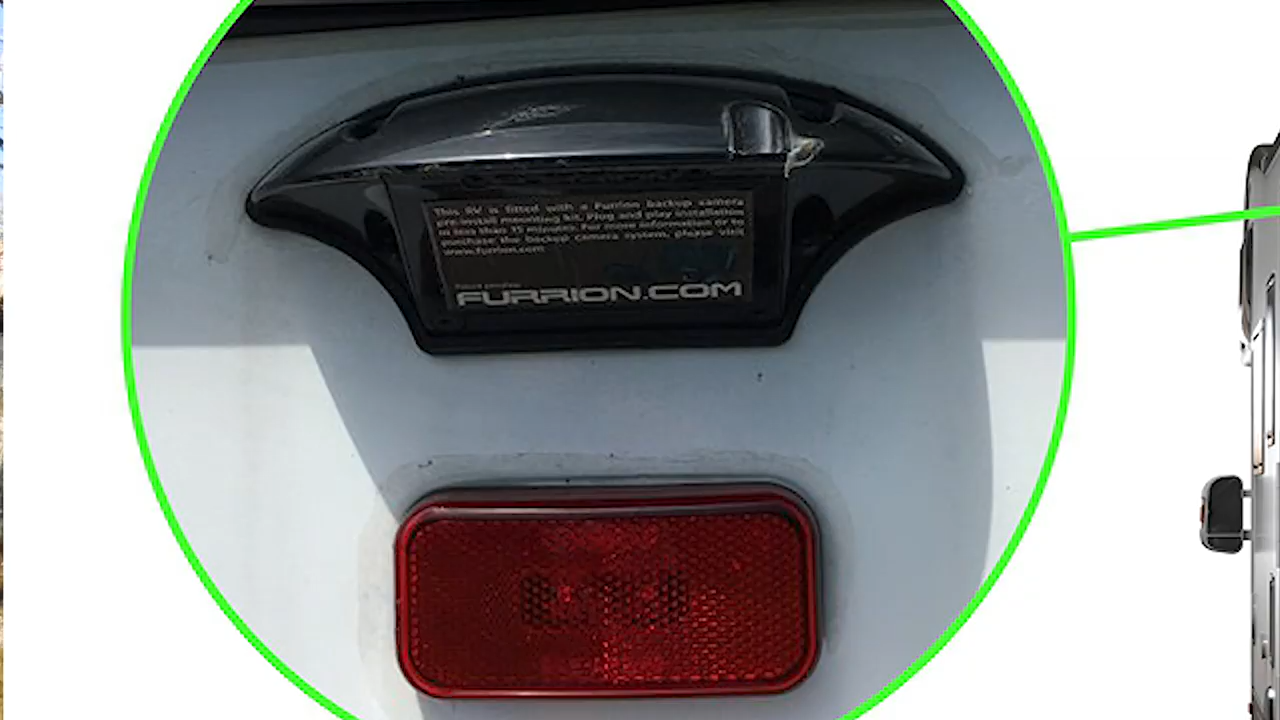 This RV is fitted with a Furrion backup camera
pre-install mounting kit. Plug and play installation
in less than 15 minutes. For more information or to
purchase the backup camera system, please visit
www.furrion.com
FURRION.COM